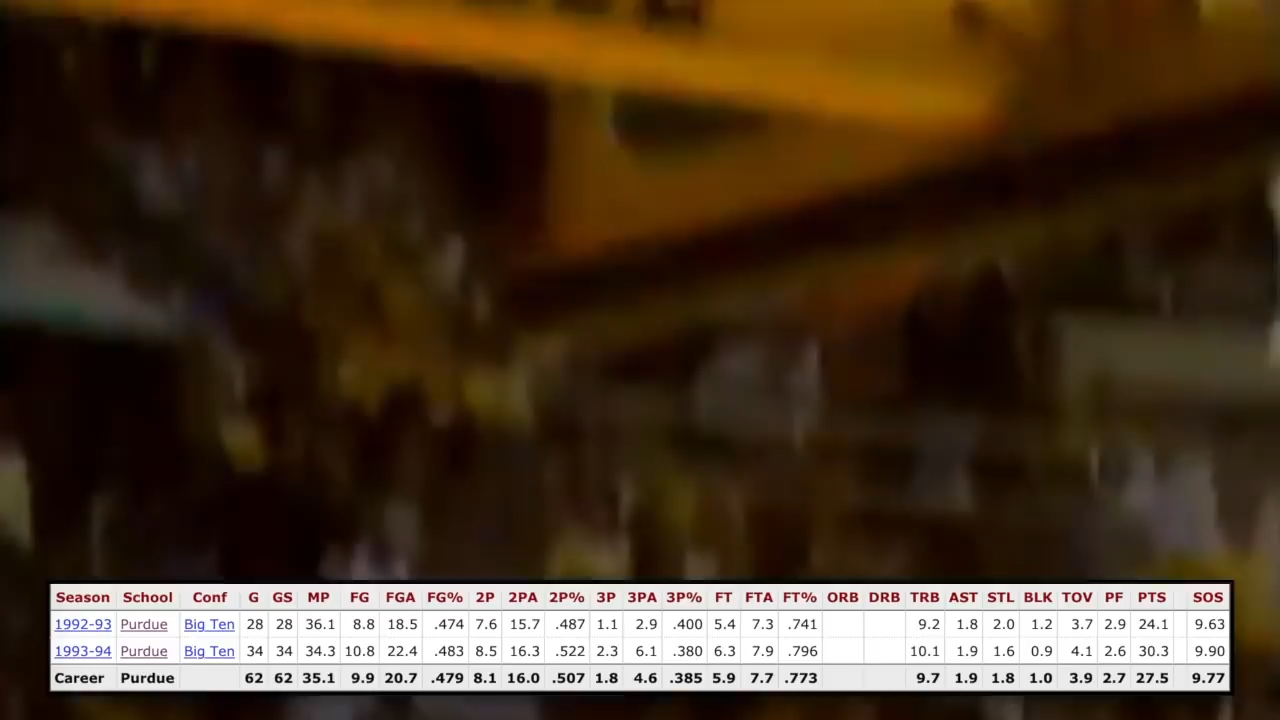 Season School Conf G GS MP FG FGA FG% 2P 2PA 2P% 3P 3PA 3P% FT FTA FT% ORB DRB TRB AST STL BLK TOV PF PTS SOS
1992-93 Purdue Big Ten 28 28 36.1 8.8 18.5 .474 7.6 15.7 .487 1.1 2.9 .400 5.4 7.3 .741 9.2 1.8 2.0 1.2 3.7 2.9 24.1 9.63
1993-94 Purdue Big Ten 34 34 34.3 10.8 22.4 .483 8.5 16.3 .522 2.3 6.1 .380 6.3 7.9 .796 10.1 1.9 1.6 0.9 4.1 2.6 30.3 9.90
Career Purdue 62 62 35.1 9.9 20.7 .479 8.1 16.0 .507 1.8 4.6 .385 5.9 7.7 .773 9.7 1.9 1.8 1.0 3.9 2.7 27.5 9.77